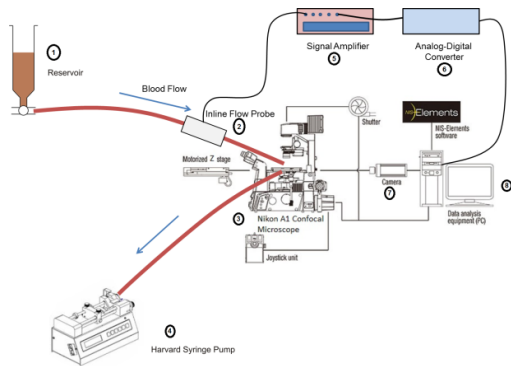 1
Reservoir
Blood Flow
Inline Flow Probe
2
Signal Amplifier
5
Analog-Digital
Converter
6
Motorized Z stage
Shutter
NIS-Elements
NIS-Elements
software
Camera
7
8
Data analysis
equipment (PC)
3
Nikon A1 Confocal
Microscope
Joystick unit
4
Harvard Syringe Pump